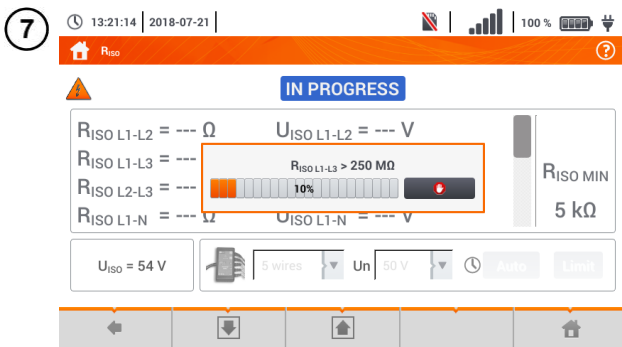 7
13:21:14 2018-07-21 100 %
RISO ?
IN PROGRESS
RISO L1-L2 = --- Ω UISO L1-L2 = --- V
RISO L1-L3 = ---
RISO L1-L3 > 250 MΩ
RISO L2-L3 = ---
10%
RISO L1-N = --- Ω UISO L1-N = --- V
RISO MIN
5 kΩ
UISO = 54 V 5 wires Un 50 V Auto Limit